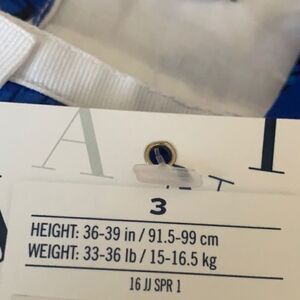 A
3
HEIGHT: 36-39 in / 91.5-99 cm
WEIGHT: 33-36 lb / 15-16.5 kg
16 JJ SPR 1